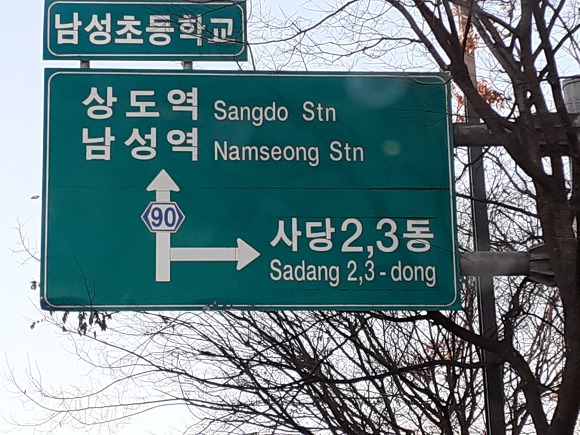 남성초등학교
상도역 Sangdo Stn
남성역 Namseong Stn
90
사당2,3동
Sadang 2,3-dong